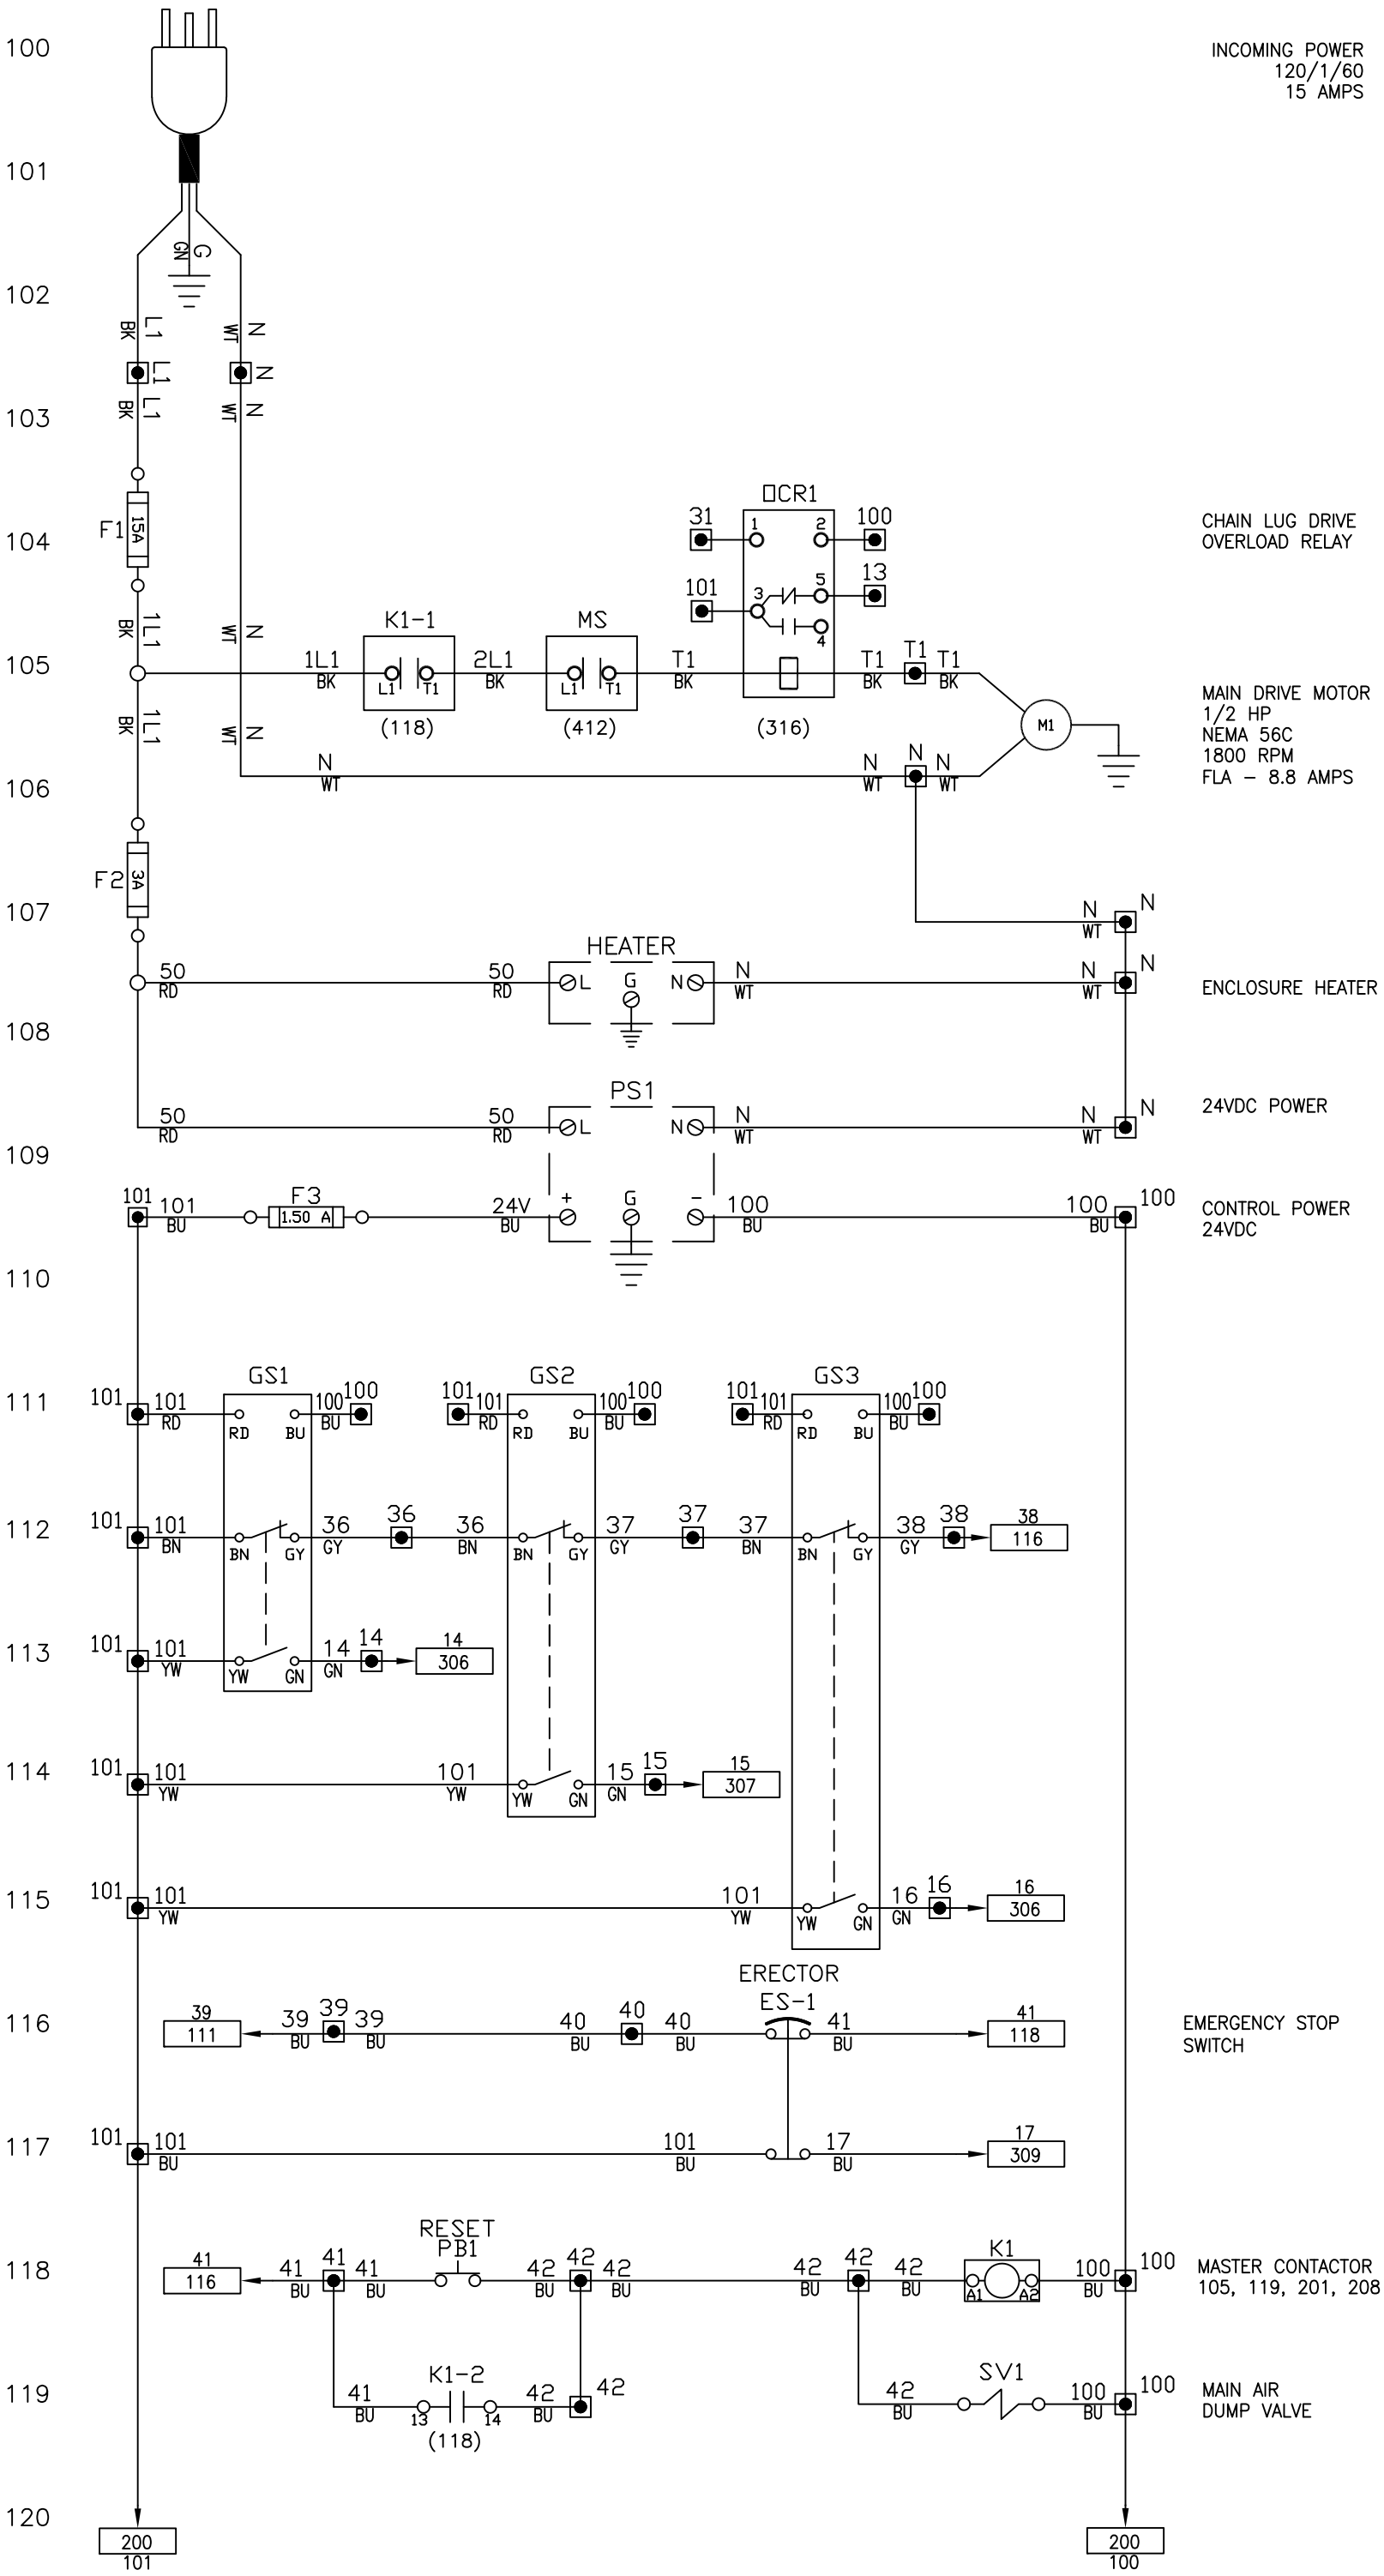 100
INCOMING POWER
120/1/60
15 AMPS
101
G
GN
102
L1
BK
N
WT
L1
N
L1
BK
N
WT
103
F1
15A
104
OCR1
31
1
2
100
101
3
5
13
4
CHAIN LUG DRIVE
OVERLOAD RELAY
1L1
BK
N
WT
105
1L1
BK
K1-1
L1
T1
(118)
2L1
BK
MS
L1
T1
(412)
T1
BK
(316)
T1
BK
T1
T1
BK
1L1
BK
N
WT
M1
MAIN DRIVE MOTOR
1/2 HP
NEMA 56C
1800 RPM
FLA - 8.8 AMPS
N
WT
N
WT
N
N
WT
106
F2
3A
107
N
WT
N
HEATER
50
RD
50
RD
L
G
N
N
WT
N
WT
N
ENCLOSURE HEATER
108
PS1
50
RD
50
RD
L
N
N
WT
N
WT
N
24VDC POWER
109
101
101
BU
F3
1.50 A
24V
BU
+
G
-
100
BU
100
BU
100
CONTROL POWER
24VDC
110
111
GS1
GS2
GS3
101
101
RD
RD
BU
100
BU
100
101
101
RD
RD
BU
100
BU
100
101
101
RD
RD
BU
100
BU
100
112
101
101
BN
BN
GY
36
GY
36
36
BN
BN
GY
37
GY
37
37
BN
BN
GY
38
GY
38
38
116
113
101
101
YW
YW
GN
14
GN
14
14
306
114
101
101
YW
101
YW
YW
GN
15
GN
15
15
307
115
101
101
YW
101
YW
YW
GN
16
GN
16
16
306
ERECTOR
ES-1
116
39
111
39
BU
39
39
BU
40
BU
40
40
BU
41
BU
41
118
EMERGENCY STOP
SWITCH
117
101
101
BU
101
BU
17
BU
17
309
118
41
116
41
BU
41
41
BU
RESET
PB1
42
BU
42
42
BU
42
BU
42
42
BU
K1
A1
A2
100
BU
100
MASTER CONTACTOR
105, 119, 201, 208
119
41
BU
K1-2
13
14
(118)
42
BU
42
42
BU
SV1
100
BU
100
MAIN AIR
DUMP VALVE
120
200
101
200
100